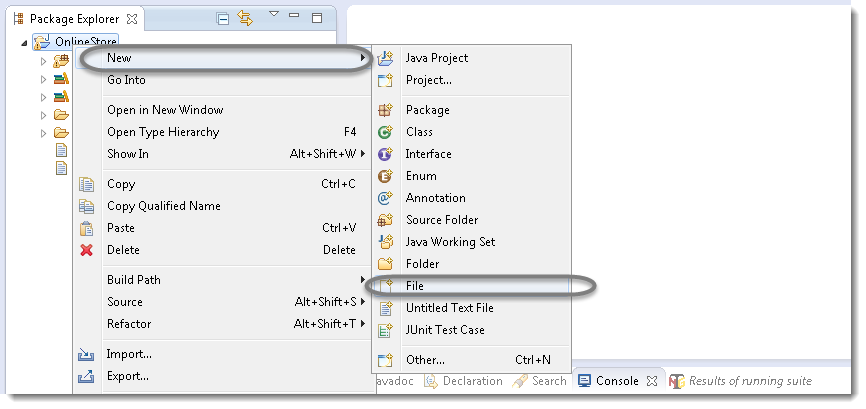 Package Explorer
OnlineStore
New
Go Into
Open in New Window
Open Type Hierarchy F4
Show In Alt+Shift+W
Copy Ctrl+C
Copy Qualified Name
Paste Ctrl+V
Delete Delete
Build Path
Source Alt+Shift+S
Refactor Alt+Shift+T
Import...
Export...
Java Project
Project...
Package
Class
Interface
Enum
Annotation
Source Folder
Java Working Set
Folder
File
Untitled Text File
JUnit Test Case
Other... Ctrl+N
avadoc Declaration Search Console Results of running suite